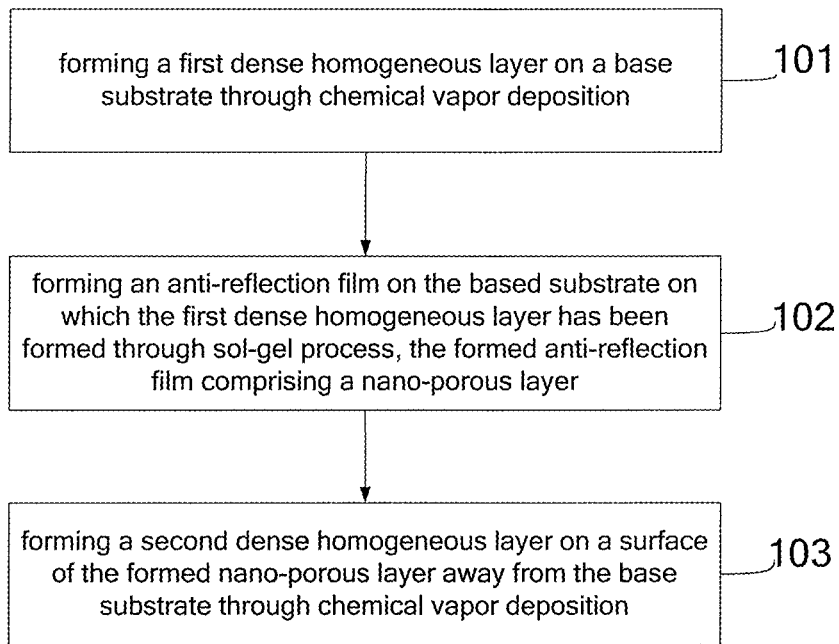 forming a first dense homogeneous layer on a base
substrate through chemical vapor deposition
101
forming an anti-reflection film on the based substrate on
which the first dense homogeneous layer has been
formed through sol-gel process, the formed anti-reflection
film comprising a nano-porous layer
102
forming a second dense homogeneous layer on a surface
of the formed nano-porous layer away from the base
substrate through chemical vapor deposition
103